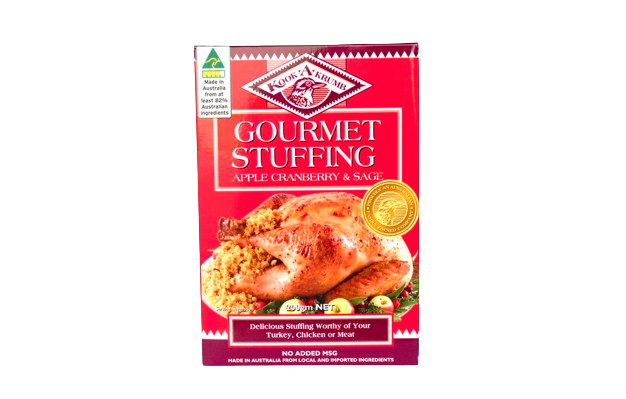 Made in
Australia
from at
least 82%
Australian
ingredients
KOOK 'A' KRUMB
GOURMET
STUFFING
APPLE CRANBERRY & SAGE
200gm NET
Delicious Stuffing Worthy of Your
Turkey, Chicken or Meat
NO ADDED MSG
MADE IN AUSTRALIA FROM LOCAL AND IMPORTED INGREDIENTS